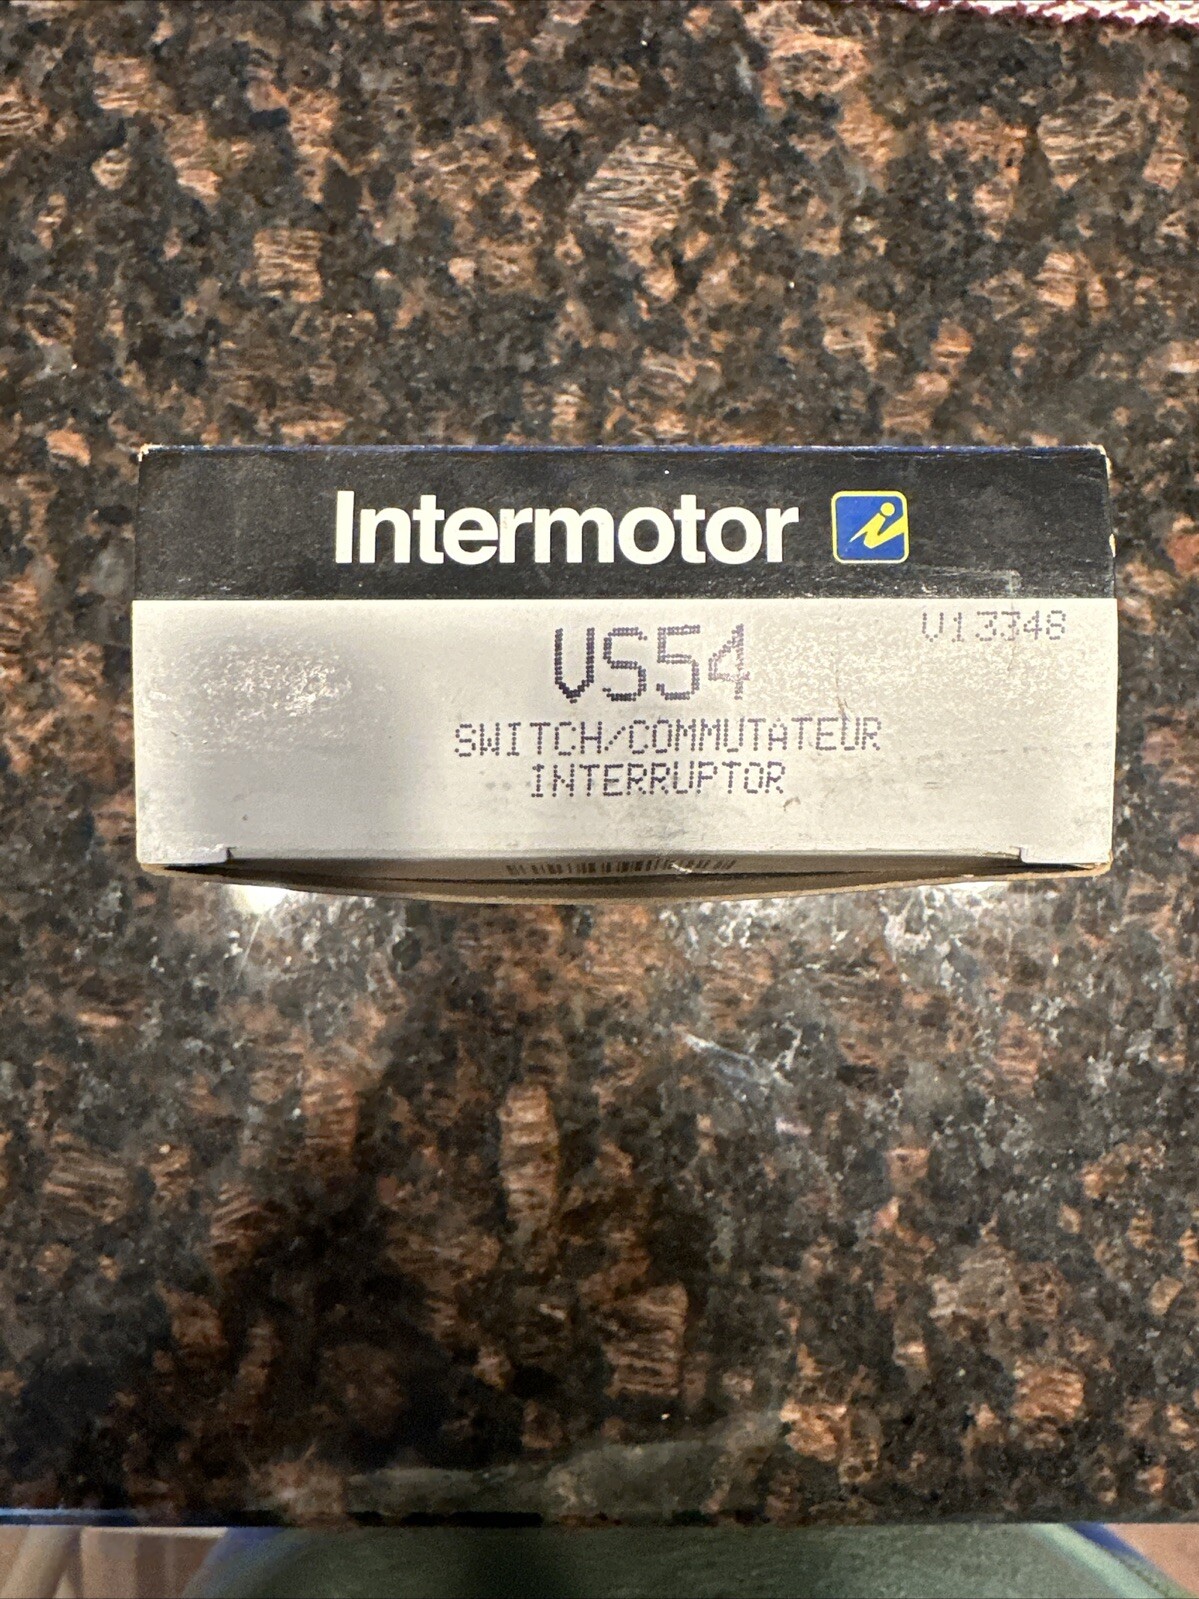 Intermotor
V13348
VS54
SWITCH/COMMUTATEUR
INTERRUPTOR